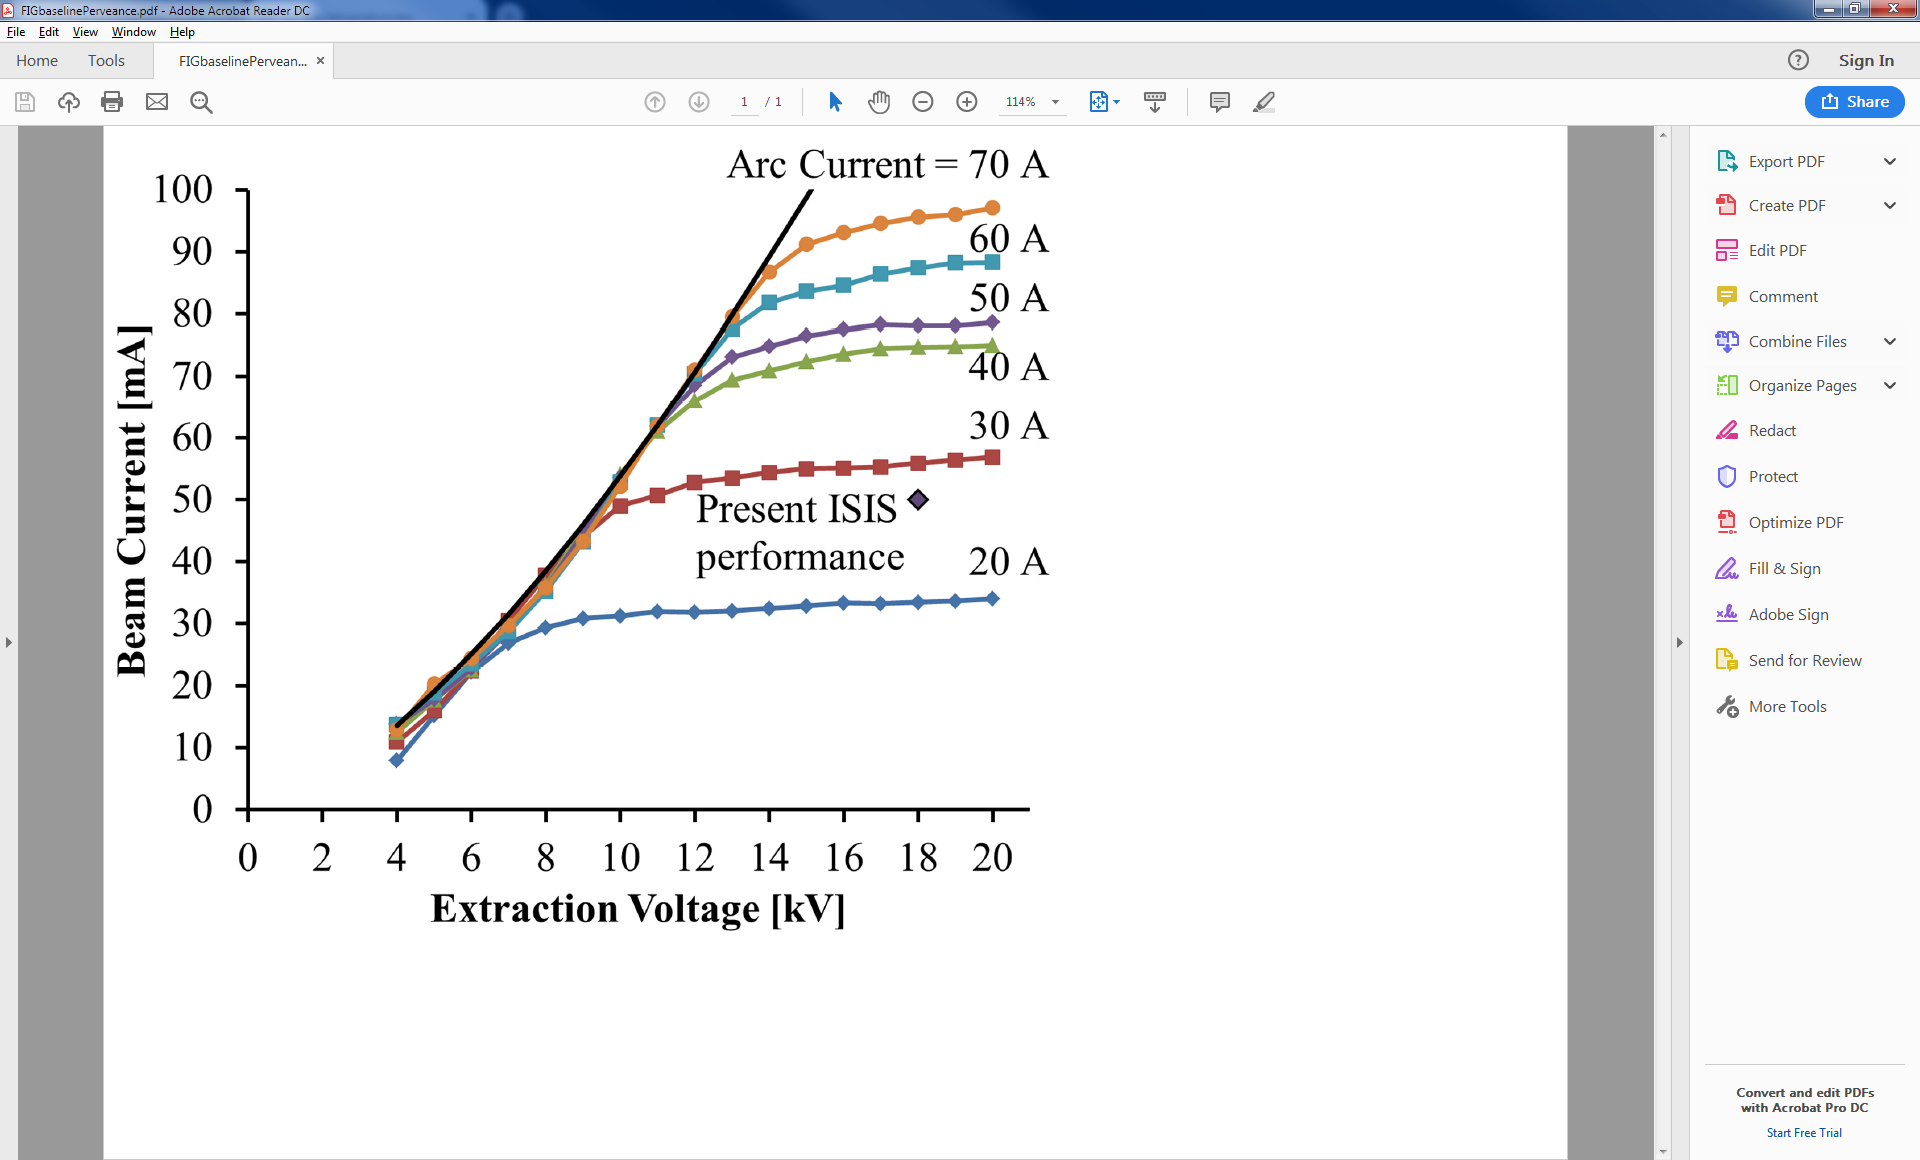 FIGbaselinePerveance.pdf - Adobe Acrobat Reader DC
File Edit View Window Help
Home Tools FIGbaselinePervean... × Sign In
1 / 1 114% Share
Arc Current = 70 A
100
90
80
70
60
50
40
30
20
10
0
Beam Current [mA]
60 A
50 A
40 A
30 A
Present ISIS
performance
20 A
0 2 4 6 8 10 12 14 16 18 20
Extraction Voltage [kV]
Export PDF
Create PDF
Edit PDF
Comment
Combine Files
Organize Pages
Redact
Protect
Optimize PDF
Fill & Sign
Adobe Sign
Send for Review
More Tools
Convert and edit PDFs
with Acrobat Pro DC
Start Free Trial